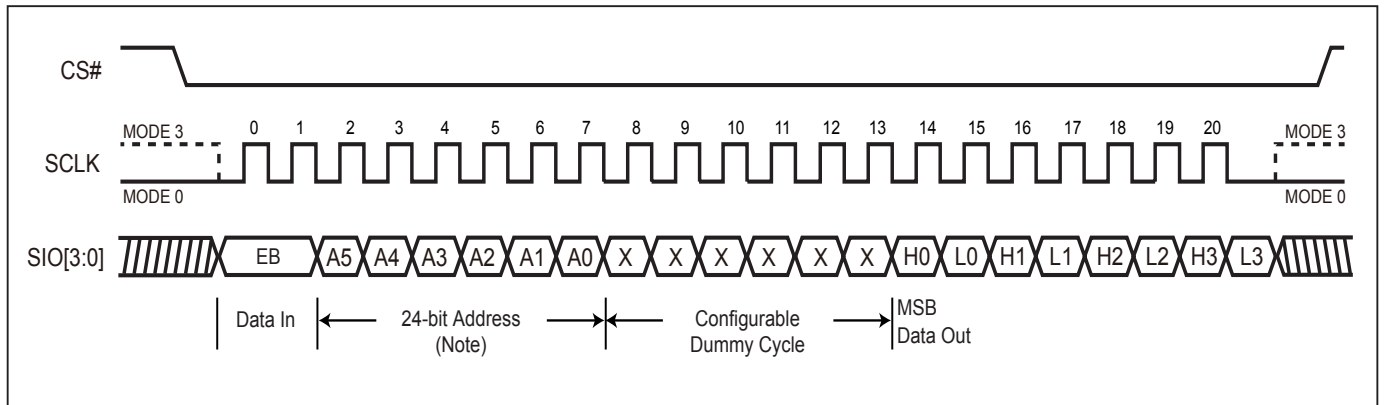 CS#
MODE 3
0 1 2 3 4 5 6 7 8 9 10 11 12 13 14 15 16 17 18 19 20
MODE 3
SCLK
MODE 0
MODE 0
SIO[3:0]
EB A5 A4 A3 A2 A1 A0 X X X X X X H0 L0 H1 L1 H2 L2 H3 L3
Data In
24-bit Address
(Note)
Configurable
Dummy Cycle
MSB
Data Out